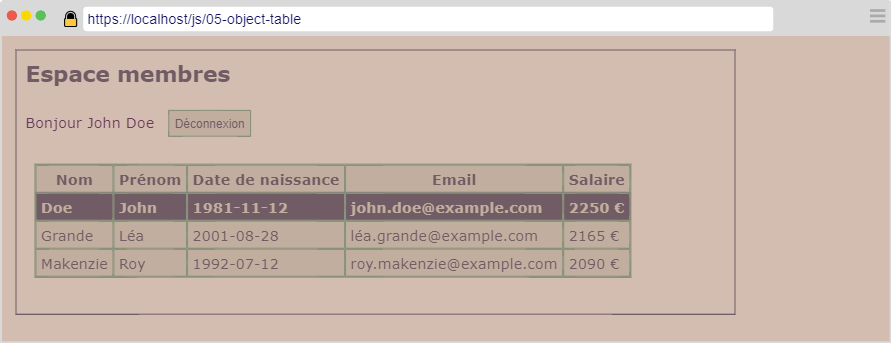 https://localhost/js/05-object-table
Espace membres
Bonjour John Doe Déconnexion
Nom Prénom Date de naissance Email Salaire
Doe John 1981-11-12 john.doe@example.com 2250 €
Grande Léa 2001-08-28 léa.grande@example.com 2165 €
Makenzie Roy 1992-07-12 roy.makenzie@example.com 2090 €